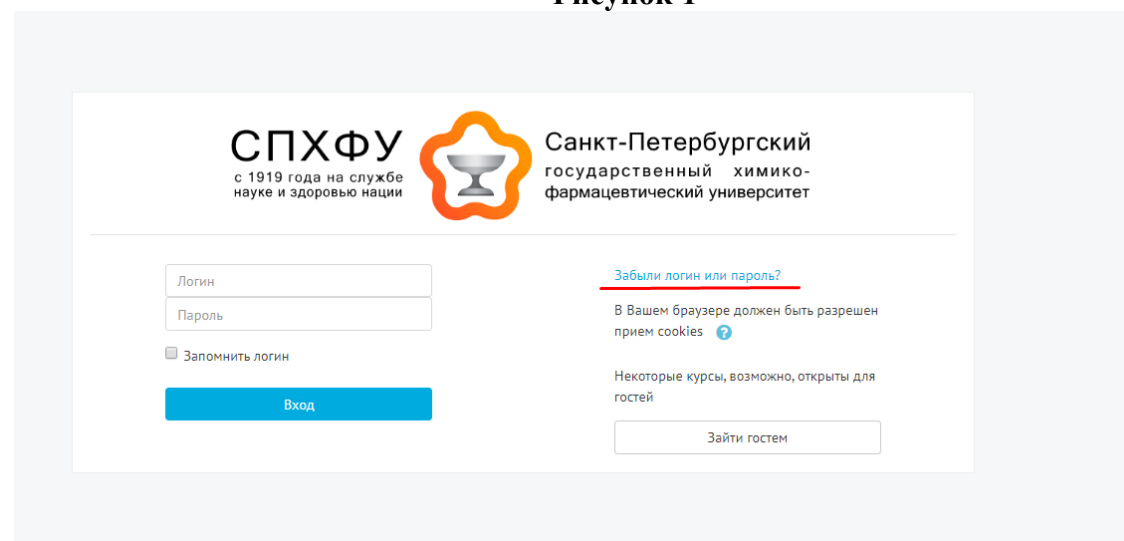 Рисунок 1
СПХФУ
с 1919 года на службе
науке и здоровью нации
Санкт-Петербургский
государственный химико-
фармацевтический университет
Логин
Пароль
Запомнить логин
Вход
Забыли логин или пароль?
В Вашем браузере должен быть разрешен
прием cookies ?
Некоторые курсы, возможно, открыты для
гостей
Зайти гостем